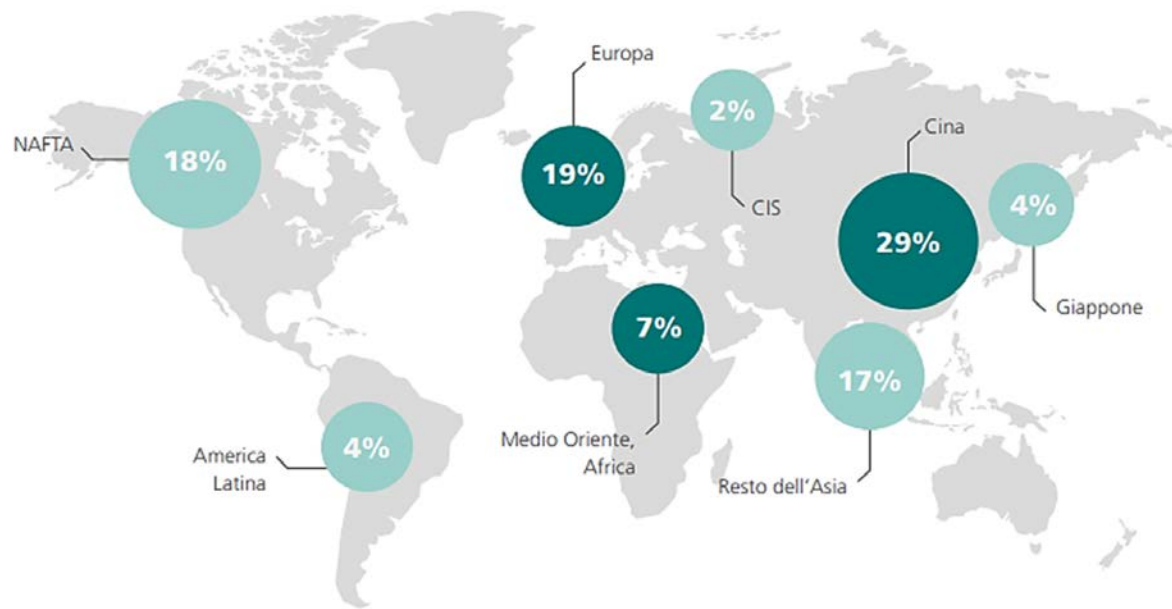 Europa
2%
Cina
NAFTA
18%
19%
4%
CIS
29%
Giappone
7%
17%
Medio Oriente,
Africa
America
Latina
4%
Resto dell'Asia